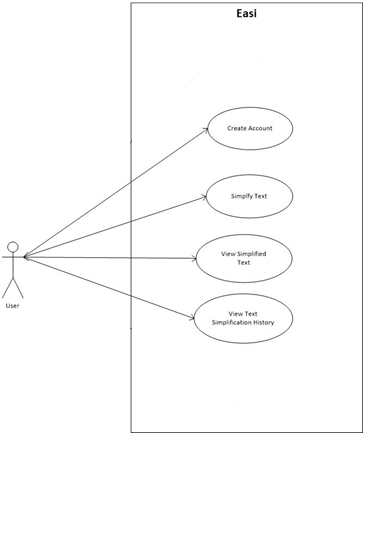 Easi
Create Account
Simplfy Text
View Simplified
Text
View Text
Simplification History
User